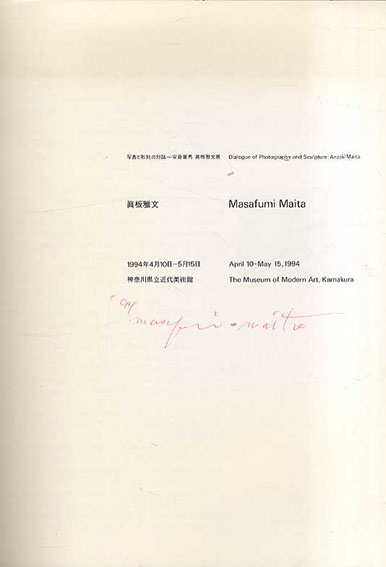 写真と彫刻の対話—安斎重男 眞板雅文展 Dialogue of Photography and Sculpture: Anzaï/Maita
眞板雅文 Masafumi Maita
1994年4月10日−5月15日 April 10-May 15, 1994
神奈川県立近代美術館 The Museum of Modern Art, Kamakura
masafumi maita